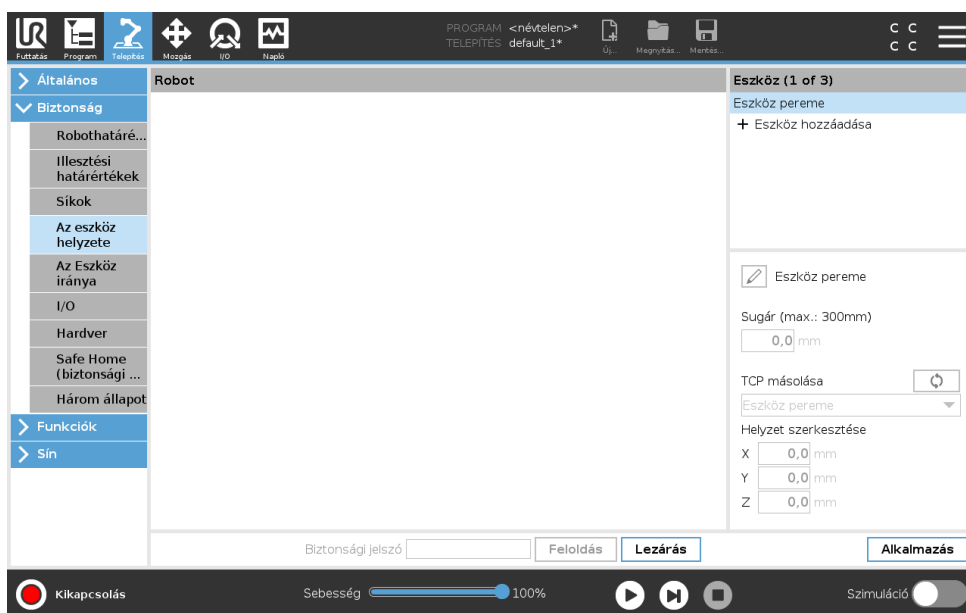 PROGRAM <névtelen>*
TELEPÍTÉS default_1*
Futtatás Program Telepítés Mozgás I/O Napló Új... Megnyitás... Mentés...
C C
C C
Általános
Biztonság
Robothatáré...
Illesztési
határértékek
Síkok
Az eszköz
helyzete
Az Eszköz
iránya
I/O
Hardver
Safe Home
(biztonsági ...
Három állapot
Funkciók
Sín
Robot
Eszköz (1 of 3)
Eszköz pereme
+ Eszköz hozzáadása
Eszköz pereme
Sugár (max.: 300mm)
0,0 mm
TCP másolása
Eszköz pereme
Helyzet szerkesztése
X 0,0 mm
Y 0,0 mm
Z 0,0 mm
Biztonsági jelszó Feloldás Lezárás Alkalmazás
Kikapcsolás Sebesség 100% Szimuláció